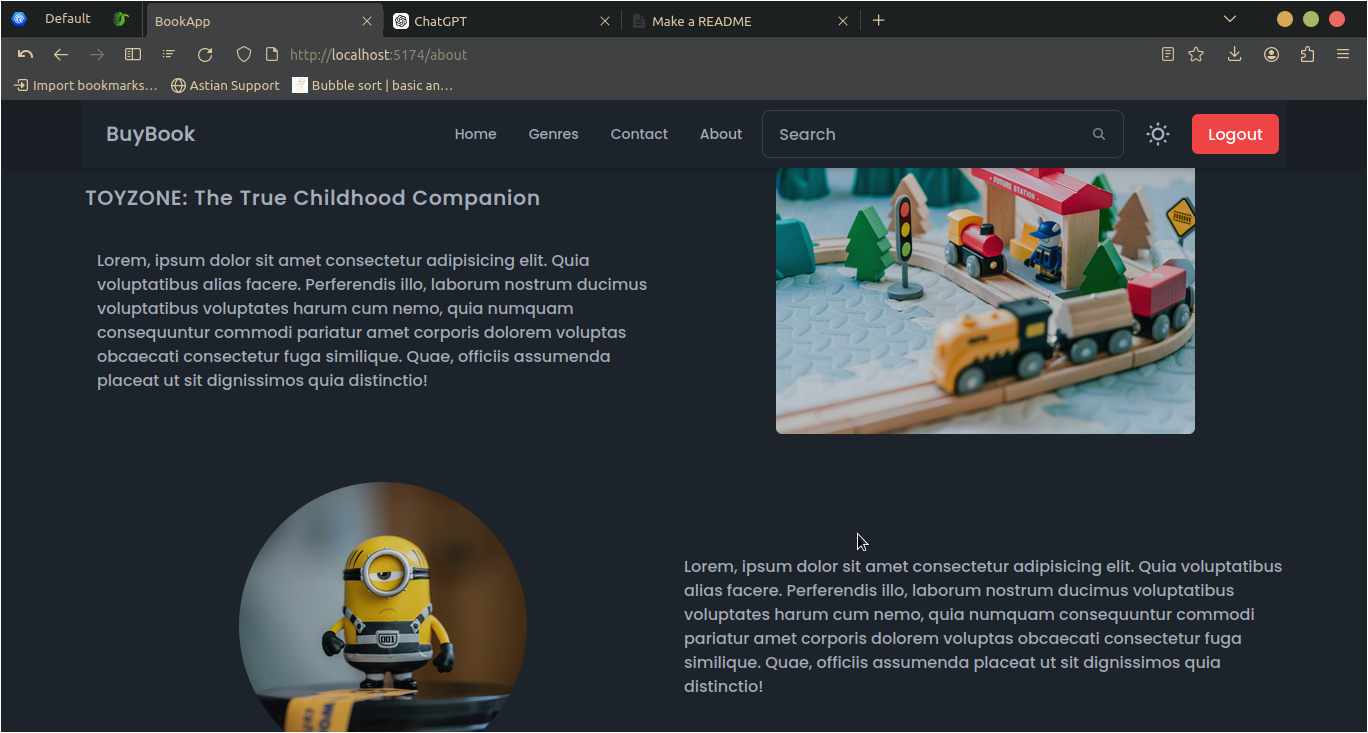 Default
BookApp
ChatGPT
Make a README
http://localhost:5174/about
Import bookmarks...
Astian Support
Bubble sort | basic an...
BuyBook
Home
Genres
Contact
About
Search
Logout
TOYZONE: The True Childhood Companion
Lorem, ipsum dolor sit amet consectetur adipisicing elit. Quia
voluptatibus alias facere. Perferendis illo, laborum nostrum ducimus
voluptatibus voluptates harum cum nemo, quia numquam
consequuntur commodi pariatur amet corporis dolorem voluptas
obcaecati consectetur fuga similique. Quae, officiis assumenda
placeat ut sit dignissimos quia distinctio!
FUTURE STATION
001
Lorem, ipsum dolor sit amet consectetur adipisicing elit. Quia voluptatibus
alias facere. Perferendis illo, laborum nostrum ducimus voluptatibus
voluptates harum cum nemo, quia numquam consequuntur commodi
pariatur amet corporis dolorem voluptas obcaecati consectetur fuga
similique. Quae, officiis assumenda placeat ut sit dignissimos quia
distinctio!